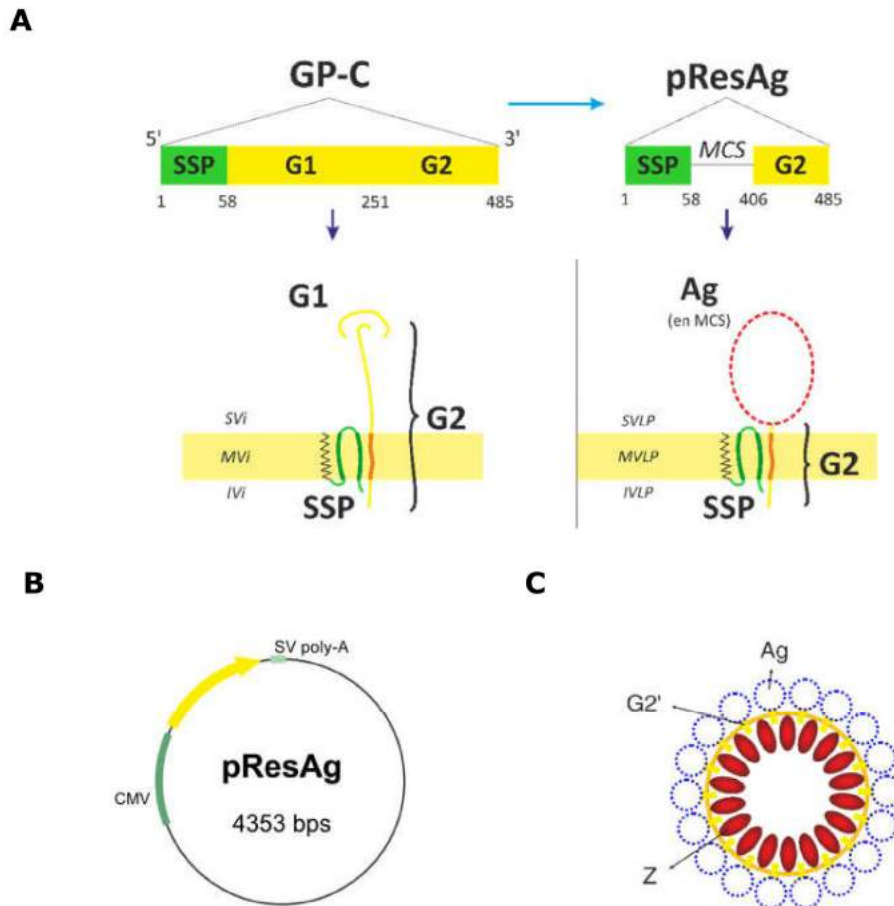 A
GP-C
pResAg
5'
3'
SSP
G1
G2
SSP
MCS
G2
1
58
251
485
1
58
406
485
G1
Ag
(en MCS)
G2
SVi
MVi
IVi
SSP
SVLP
MVLP
IVLP
SSP
G2
B
C
SV poly-A
CMV
pResAg
4353 bps
Ag
G2'
Z